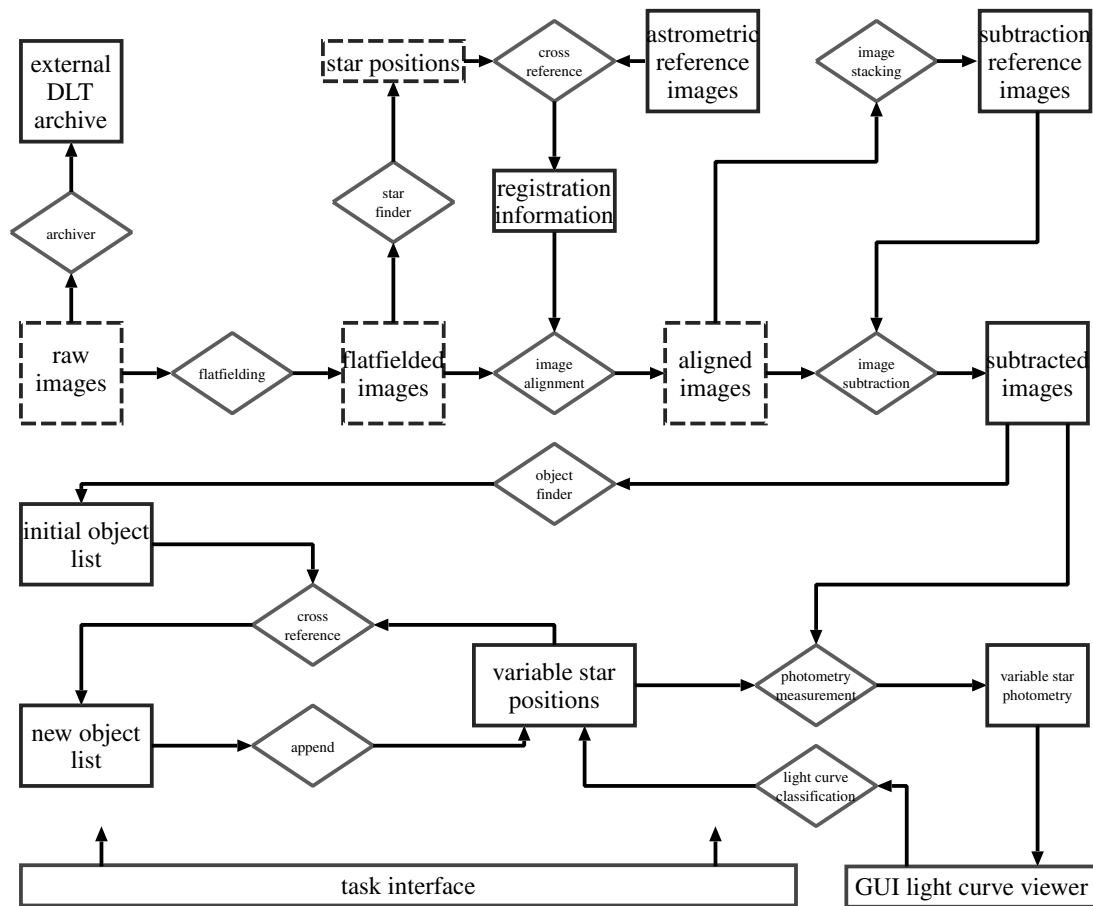 external
DLT
archive
star positions
cross
reference
astrometric
reference
images
image
stacking
subtraction
reference
images
archiver
star
finder
registration
information
raw
images
flatfielding
flatfielded
images
image
alignment
aligned
images
image
subtraction
subtracted
images
object
finder
initial object
list
cross
reference
variable star
positions
photometry
measurement
variable star
photometry
new object
list
append
light curve
classification
task interface
GUI light curve viewer